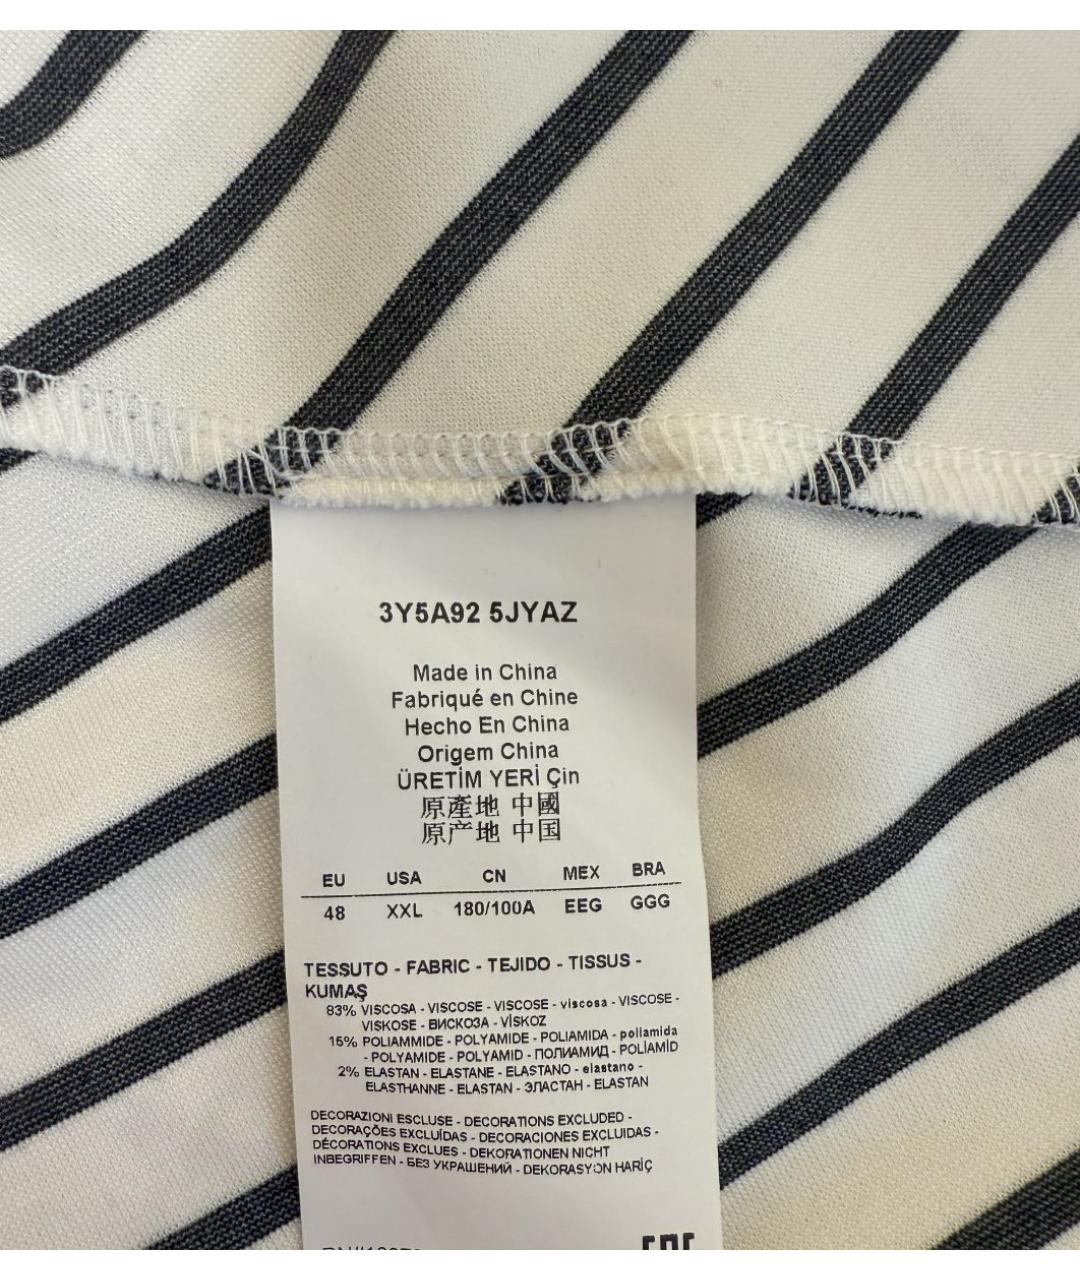 3Y5A92 5JYAZ
Made in China
Fabriqué en Chine
Hecho En China
Origem China
ÜRETİM YERİ Çin
原產地 中國
原产地 中国
EU USA CN MEX BRA
48 XXL 180/100A EEG GGG
TESSUTO - FABRIC - TEJIDO - TISSUS -
KUMAŞ
83% VISCOSA - VISCOSE - VISCOSE - viscosa - VISCOSE -
VISKOSE - ВИСКОЗА - VİSKOZ
15% POLIAMMIDE - POLYAMIDE - POLIAMIDA - poliamida
- POLYAMIDE - POLYAMID - ПОЛИАМИД - POLİAMİD
2% ELASTAN - ELASTANE - ELASTANO - elastano -
ELASTHANNE - ELASTAN - ЭЛАСТАН - ELASTAN
DECORAZIONI ESCLUSE - DECORATIONS EXCLUDED -
DECORAÇÕES EXCLUÍDAS - DECORACIONES EXCLUIDAS -
DÉCORATIONS EXCLUES - DEKORATIONEN NICHT
INBEGRIFFEN - БЕЗ УКРАШЕНИЙ - DEKORASYON HARİÇ